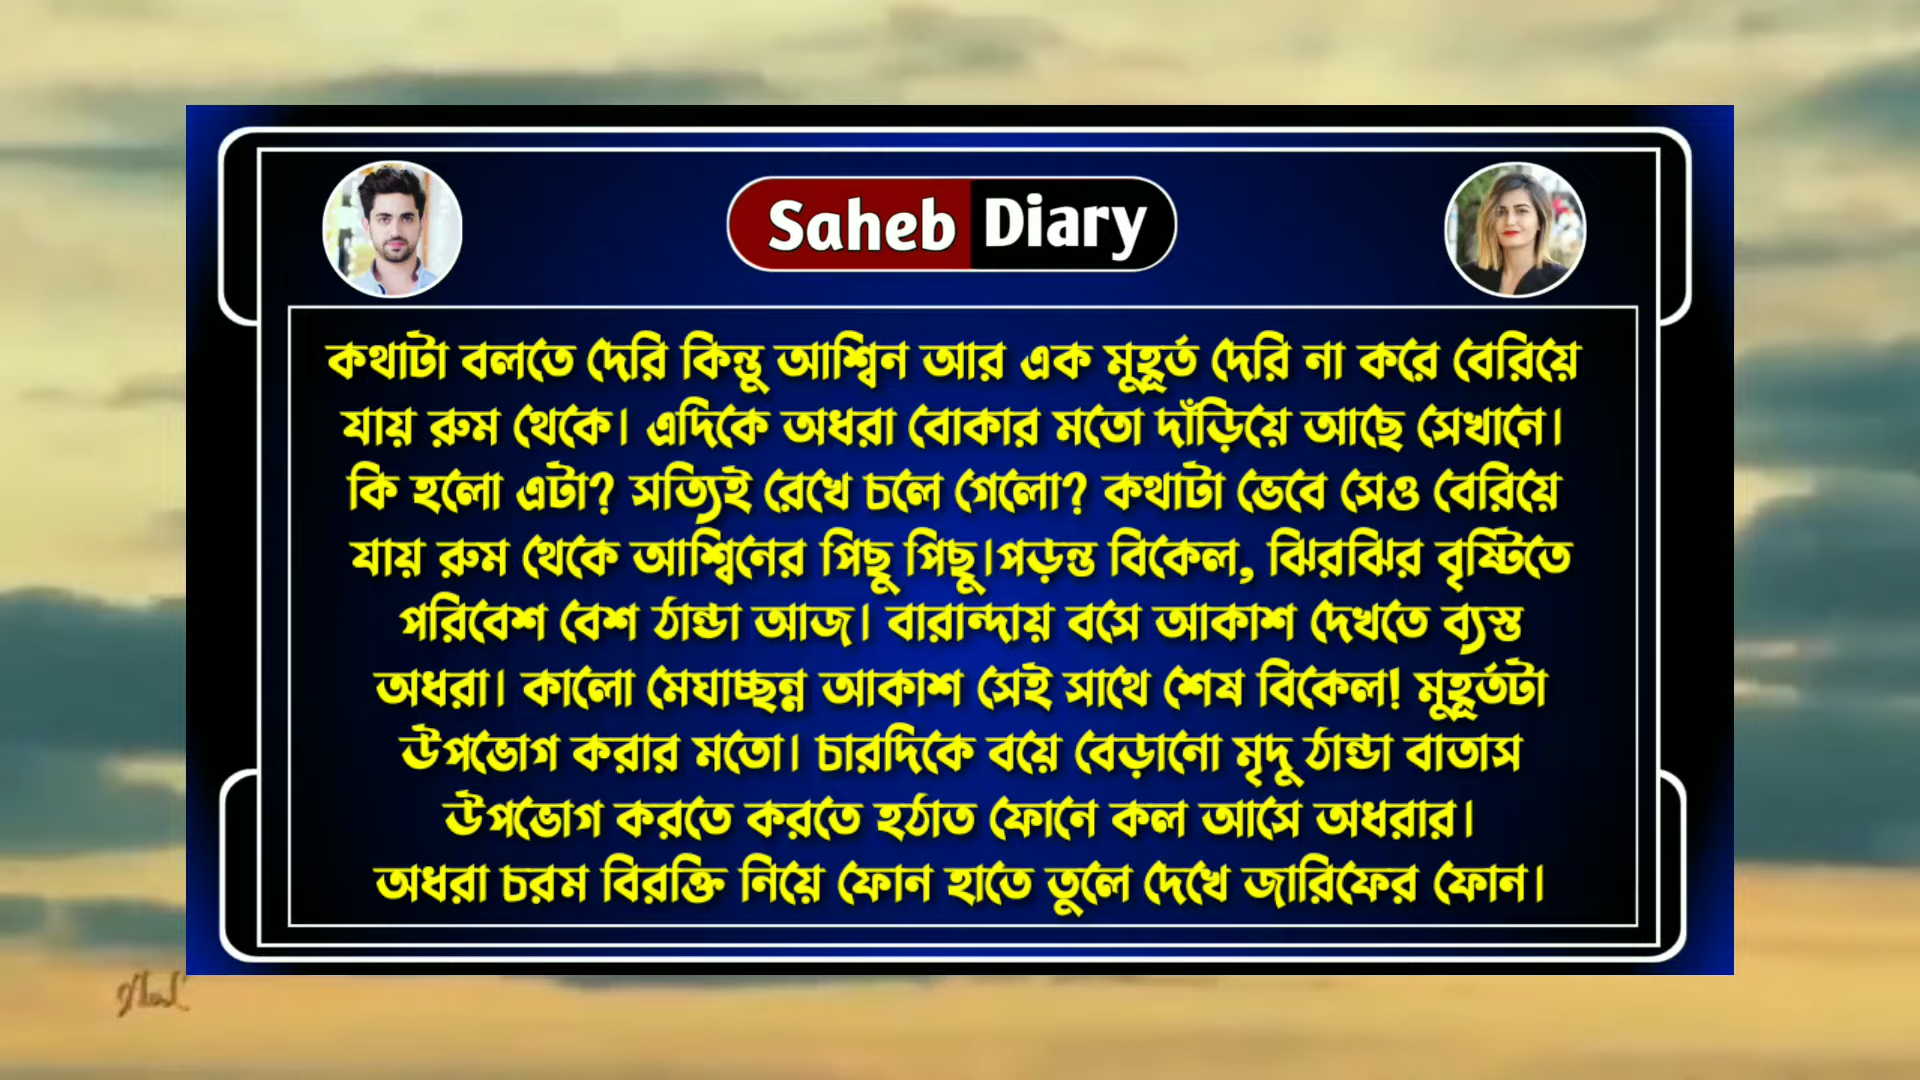 Saheb Diary
কথাটা বলতে দেরি কিন্তু আশ্বিন আর এক মুহূর্ত দেরি না করে বেরিয়ে
যায় রুম থেকে। এদিকে অধরা বোকার মতো দাঁড়িয়ে আছে সেখানে।
কি হলো এটা? সত্যিই রেখে চলে গেলো? কথাটা ভেবে সেও বেরিয়ে
যায় রুম থেকে আশ্বিনের পিছু পিছু।পড়ন্ত বিকেল, ঝিরঝির বৃষ্টিতে
পরিবেশ বেশ ঠান্ডা আজ। বারান্দায় বসে আকাশ দেখতে ব্যস্ত
অধরা। কালো মেঘাচ্ছন্ন আকাশ সেই সাথে শেষ বিকেল! মুহূর্তটা
উপভোগ করার মতো। চারদিকে বয়ে বেড়ানো মৃদু ঠান্ডা বাতাস
উপভোগ করতে করতে হঠাত ফোনে কল আসে অধরার।
অধরা চরম বিরক্তি নিয়ে ফোন হাতে তুলে দেখে জারিফের ফোন।